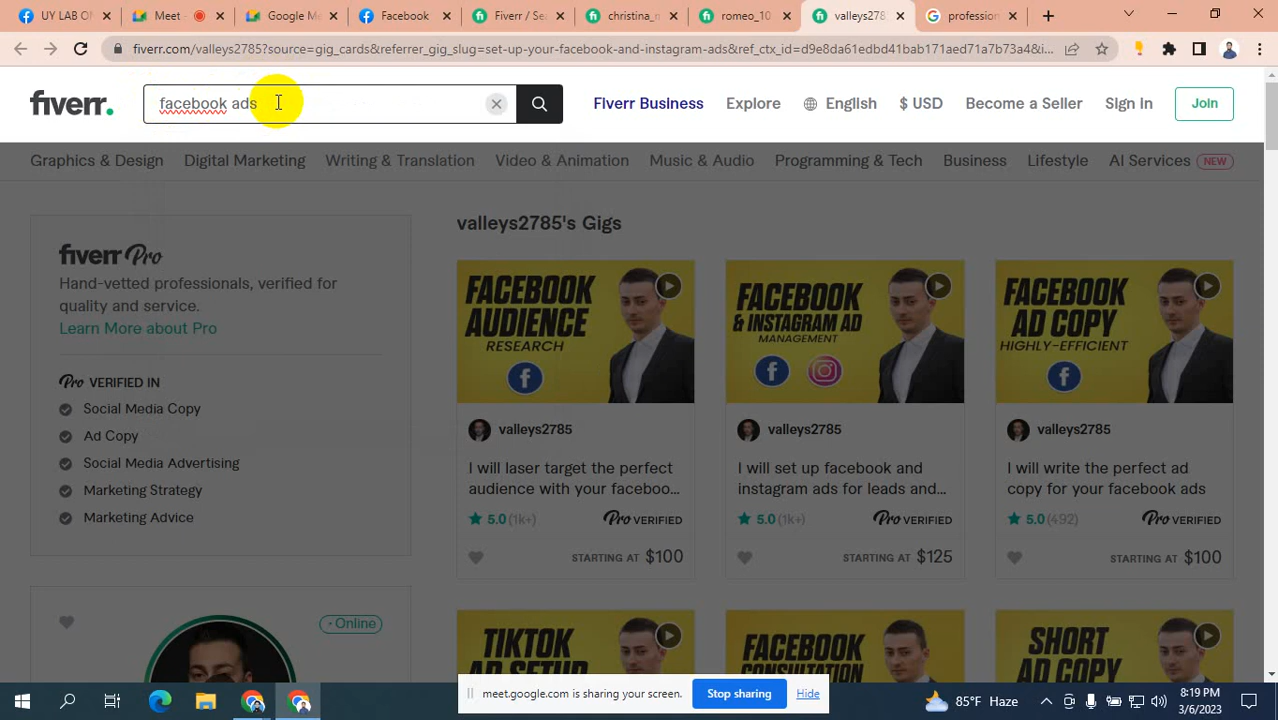 UY LAB OF
Meet -
Google M
Facebook
Fiverr / Sea
christina_m
romeo_10
valleys278
profession
fiverr.com/valleys2785?source=gig_cards&referrer_gig_slug=set-up-your-facebook-and-instagram-ads&ref_ctx_id=d9e8da61edbd41bab171aed71a7b73a4&i...
fiverr.
facebook ads
Fiverr Business
Explore
English
$ USD
Become a Seller
Sign In
Join
Graphics & Design
Digital Marketing
Writing & Translation
Video & Animation
Music & Audio
Programming & Tech
Business
Lifestyle
AI Services NEW
fiverr Pro
Hand-vetted professionals, verified for
quality and service.
Learn More about Pro
Pro VERIFIED IN
Social Media Copy
Ad Copy
Social Media Advertising
Marketing Strategy
Marketing Advice
Online
valleys2785's Gigs
FACEBOOK
AUDIENCE
RESEARCH
valleys2785
I will laser target the perfect
audience with your faceboo...
5.0 (1k+)
Pro VERIFIED
STARTING AT $100
FACEBOOK
& INSTAGRAM AD
MANAGEMENT
valleys2785
I will set up facebook and
instagram ads for leads and...
5.0 (1k+)
Pro VERIFIED
STARTING AT $125
FACEBOOK
AD COPY
HIGHLY-EFFICIENT
valleys2785
I will write the perfect ad
copy for your facebook ads
5.0 (492)
Pro VERIFIED
STARTING AT $100
TIKTOK
AD SETUP
FACEBOOK
CONSULTATION
SHORT
AD COPY
meet.google.com is sharing your screen.
Stop sharing
Hide
85°F Haze
8:19 PM
3/6/2023